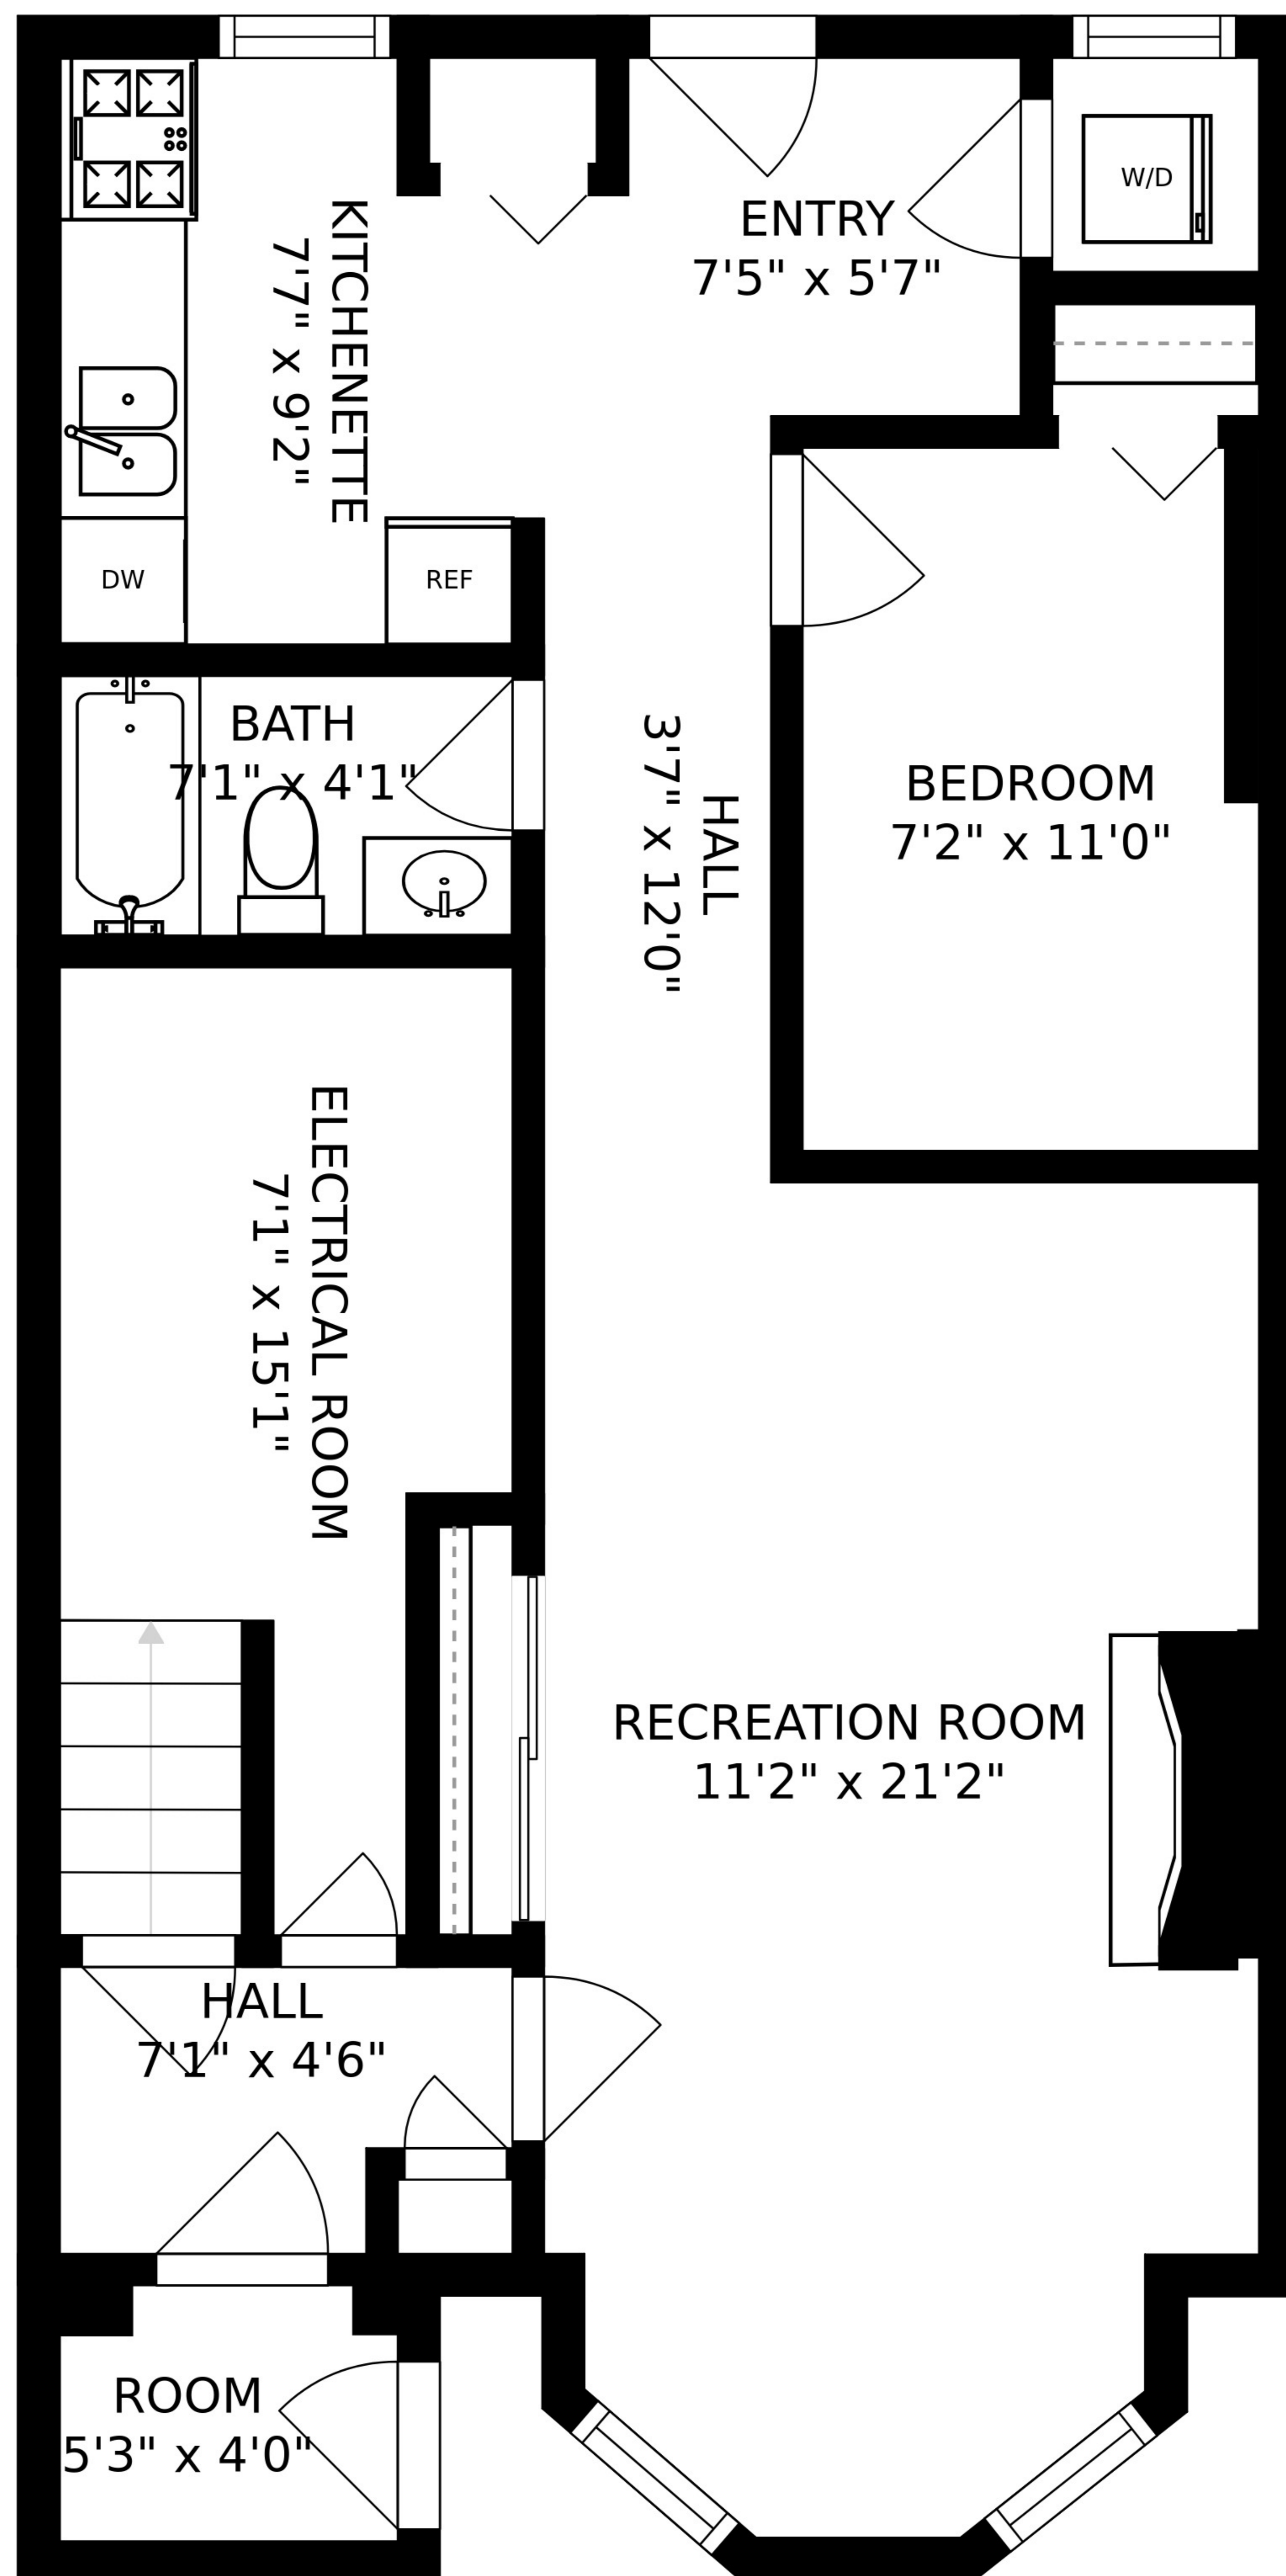 W/D
ENTRY
7'5" x 5'7"
KITCHENETTE
7'7" x 9'2"
DW
REF
BATH
7'1" x 4'1"
HALL
3'7" x 12'0"
BEDROOM
7'2" x 11'0"
ELECTRICAL ROOM
7'1" x 15'1"
RECREATION ROOM
11'2" x 21'2"
HALL
7'1" x 4'6"
ROOM
5'3" x 4'0"